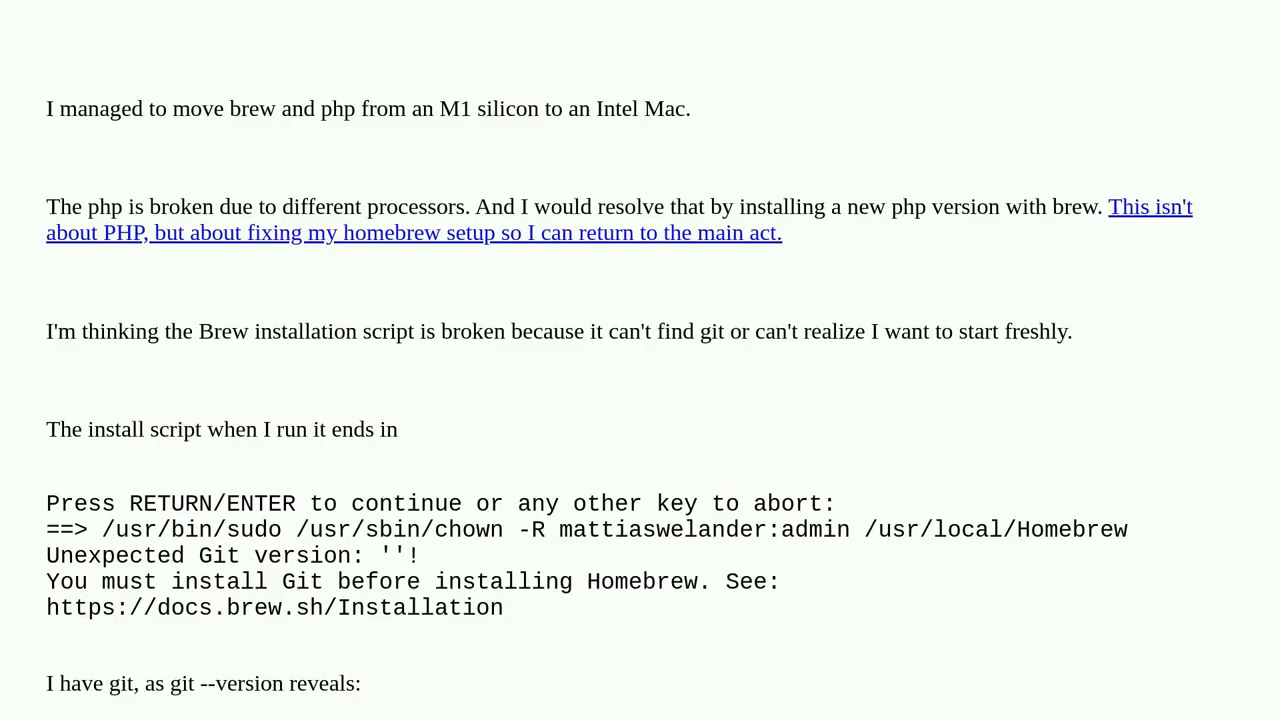 I managed to move brew and php from an M1 silicon to an Intel Mac.
The php is broken due to different processors. And I would resolve that by installing a new php version with brew. This isn't
about PHP, but about fixing my homebrew setup so I can return to the main act.
I'm thinking the Brew installation script is broken because it can't find git or can't realize I want to start freshly.
The install script when I run it ends in
Press RETURN/ENTER to continue or any other key to abort:
==> /usr/bin/sudo /usr/sbin/chown -R mattiaswelander:admin /usr/local/Homebrew
Unexpected Git version: ''!
You must install Git before installing Homebrew. See:
https://docs.brew.sh/Installation
I have git, as git --version reveals: